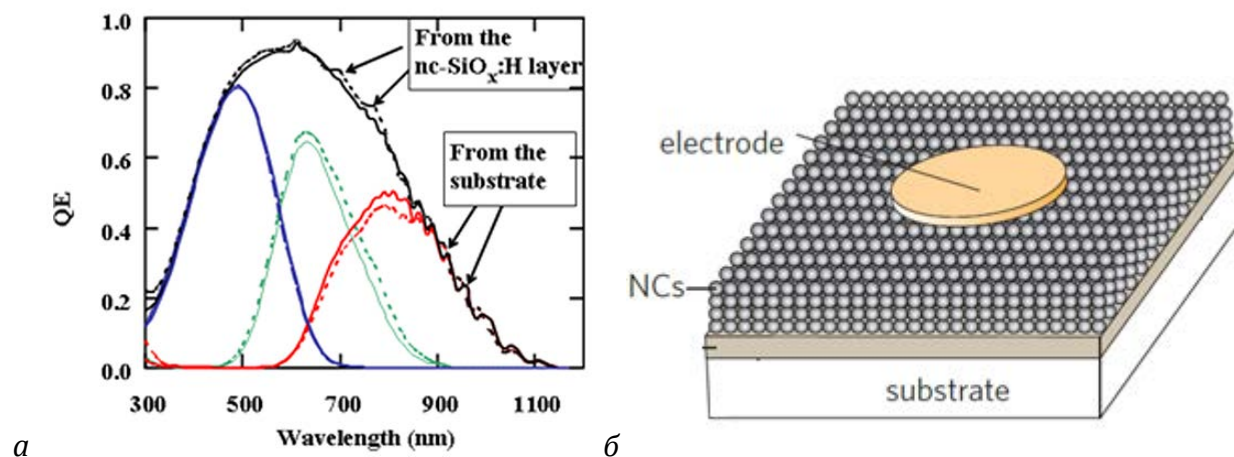 1.0
0.8
0.6
0.4
0.2
0.0
QE
300
500
700
900
1100
Wavelength (nm)
From the
nc-SiOₓ:H layer
From the
substrate
а
electrode
NCs
substrate
б